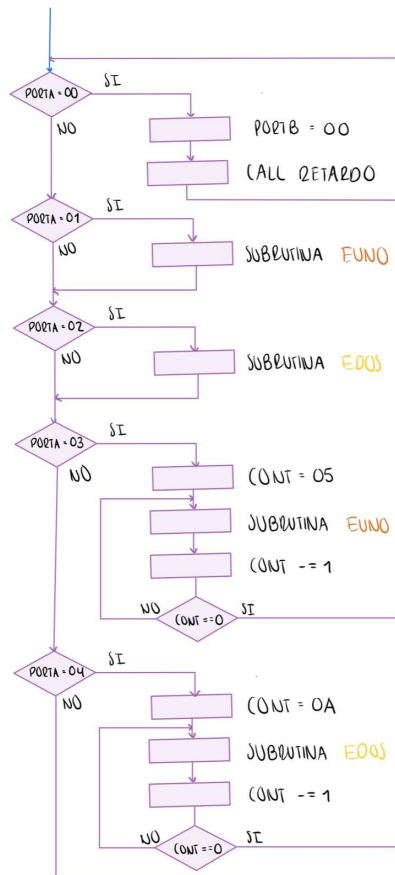 SI
PORTA = 00
NO
PORTB = 00
CALL RETARDO
SI
PORTA = 01
NO
SUBRUTINA EUNO
SI
PORTA = 02
NO
SUBRUTINA EDOS
SI
PORTA = 03
NO
CONT = 05
SUBRUTINA EUNO
CONT -= 1
NO
CONT == 0
SI
SI
PORTA = 04
NO
CONT = 0A
SUBRUTINA EDOS
CONT -= 1
NO
CONT == 0
SI